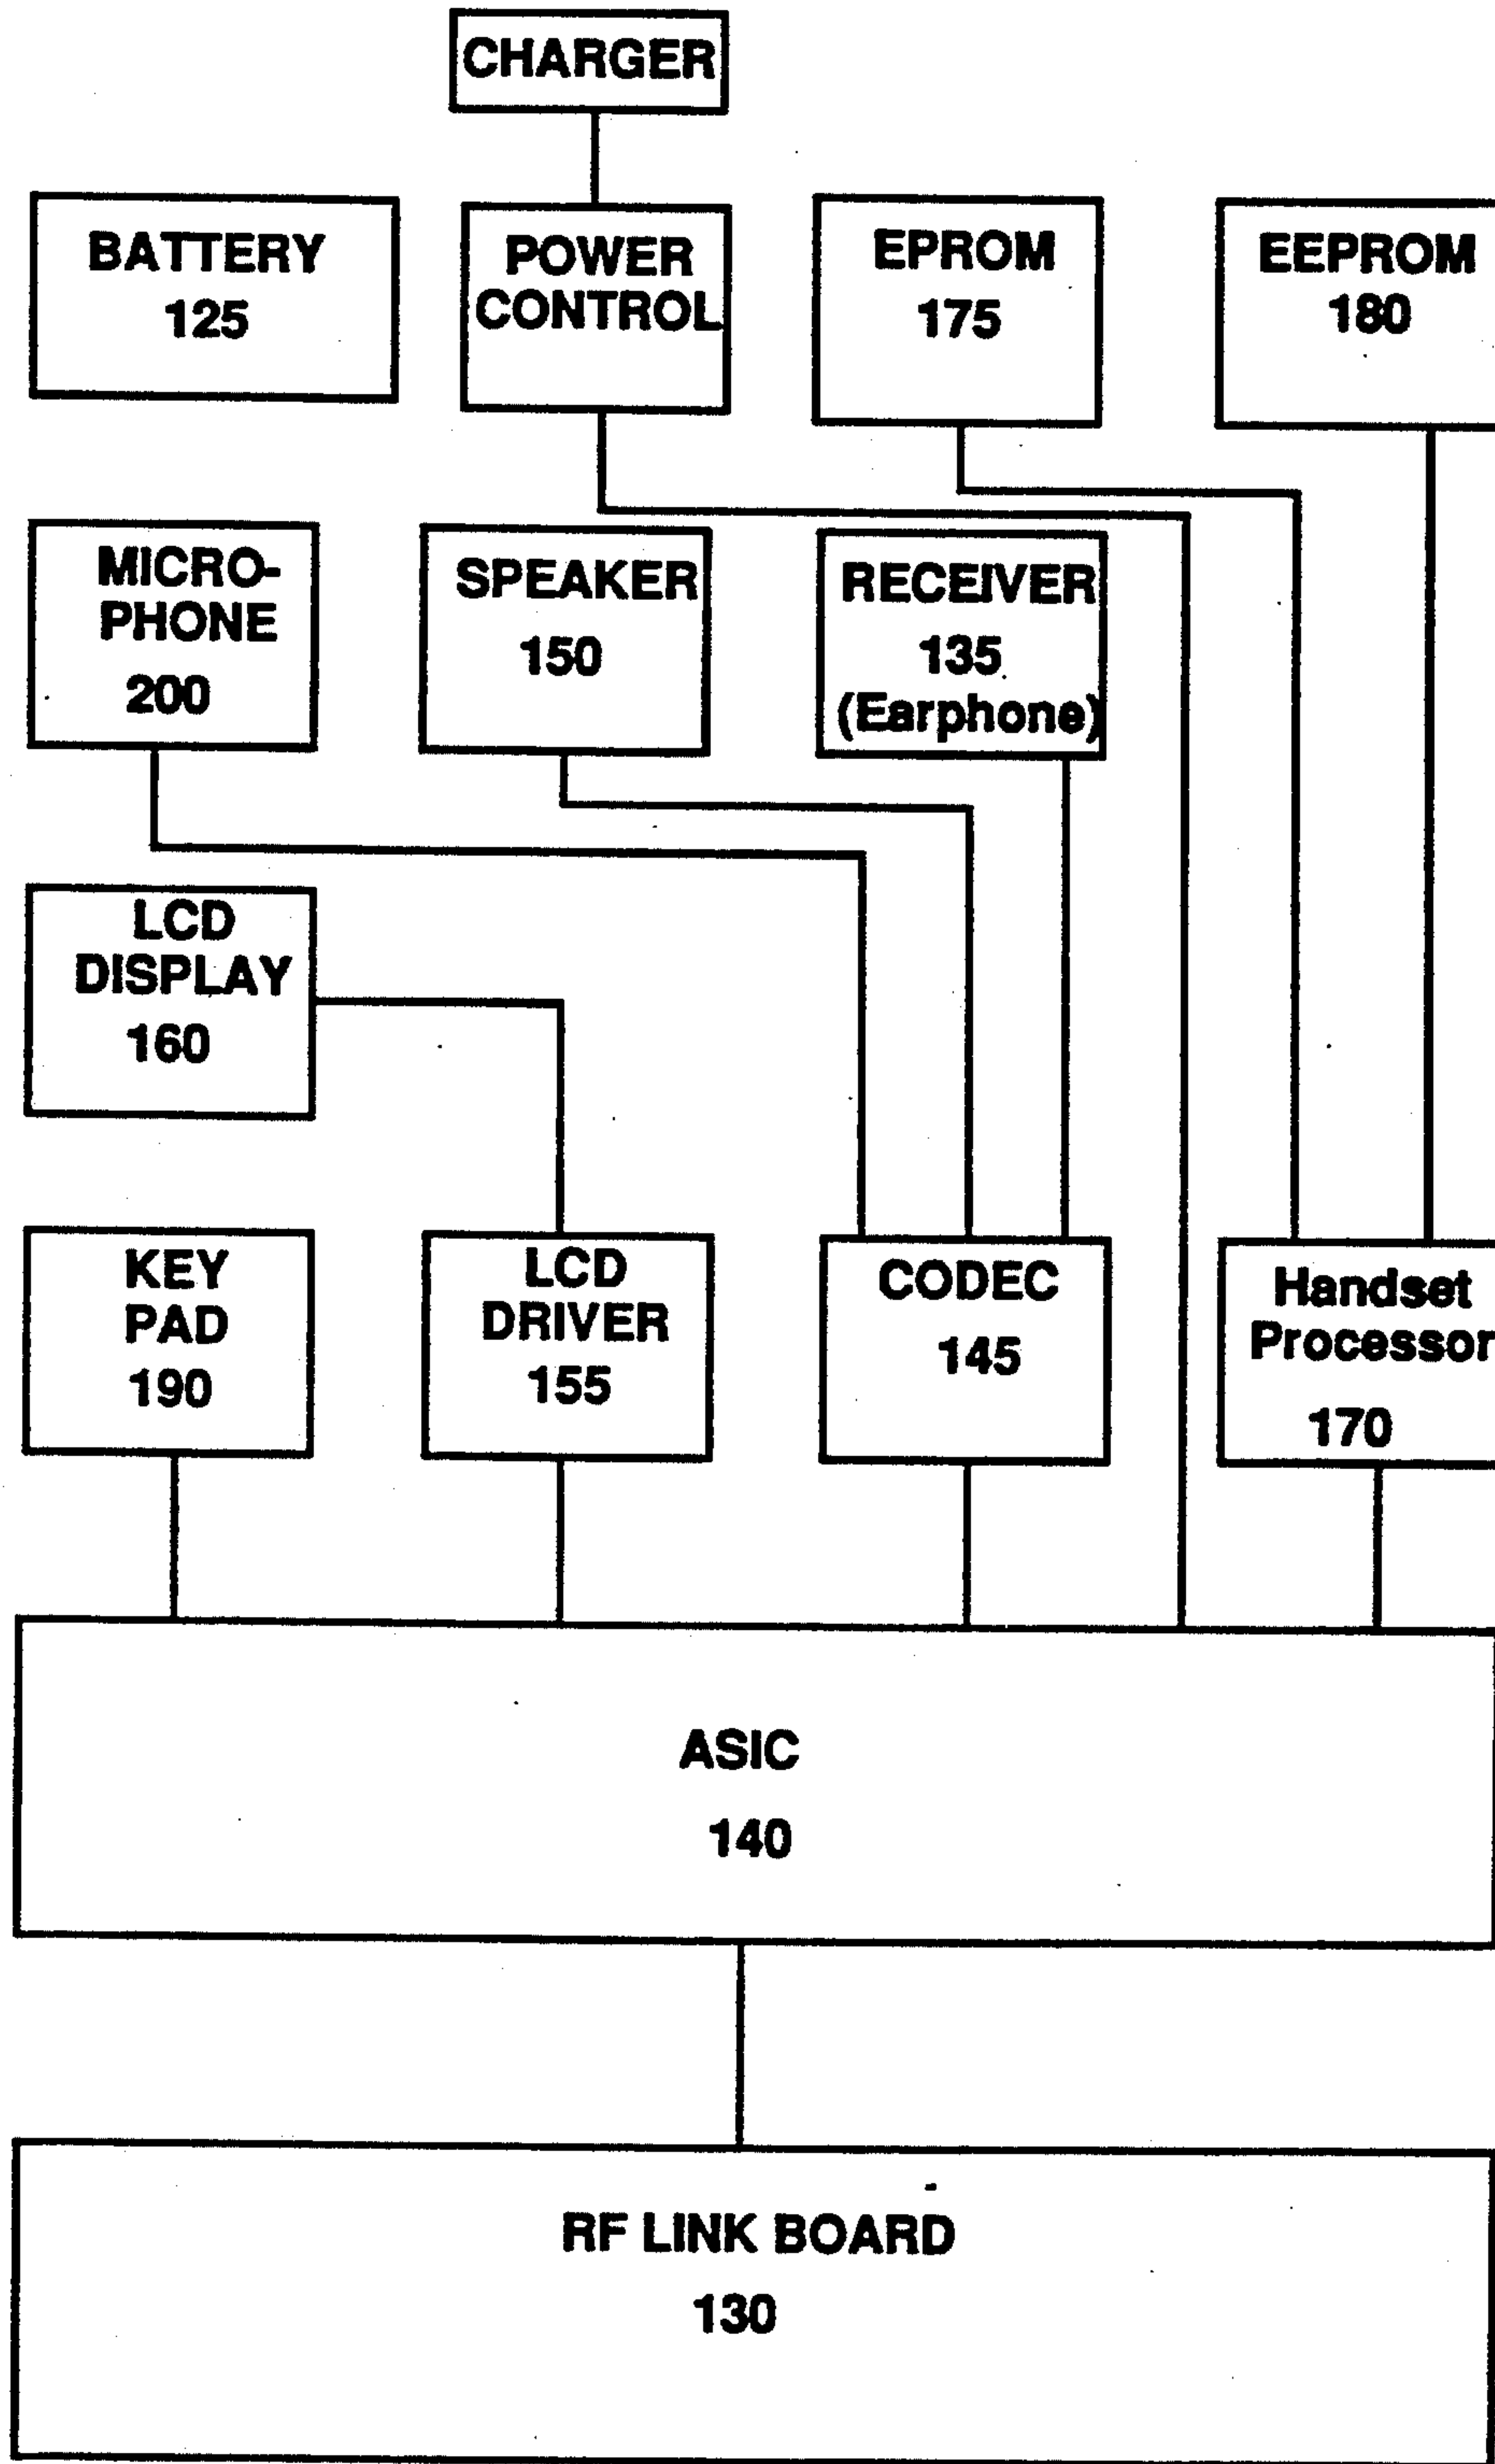 CHARGER
BATTERY
125
POWER
CONTROL
EPROM
175
EEPROM
180
MICRO-
PHONE
200
SPEAKER
150
RECEIVER
135
(Earphone)
LCD
DISPLAY
160
KEY
PAD
190
LCD
DRIVER
155
CODEC
145
Handset
Processor
170
ASIC
140
RF LINK BOARD
130